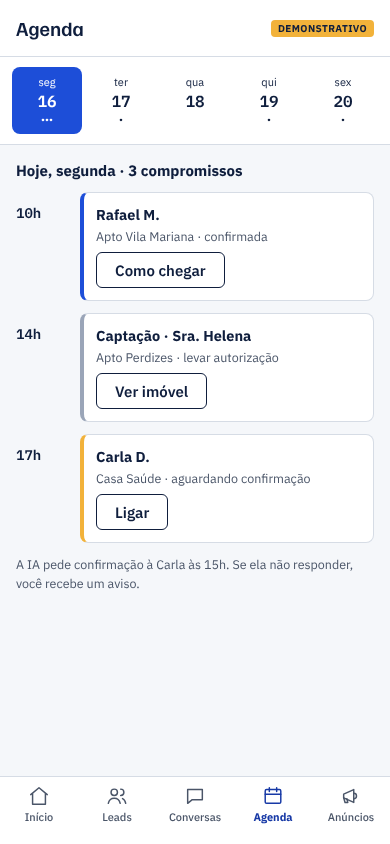 Agenda
DEMONSTRATIVO
seg ter qua qui sex
16 17 18 19 20
Hoje, segunda · 3 compromissos
10h
Rafael M.
Apto Vila Mariana · confirmada
Como chegar
14h
Captação · Sra. Helena
Apto Perdizes · levar autorização
Ver imóvel
17h
Carla D.
Casa Saúde · aguardando confirmação
Ligar
A IA pede confirmação à Carla às 15h. Se ela não responder,
você recebe um aviso.
Início Leads Conversas Agenda Anúncios